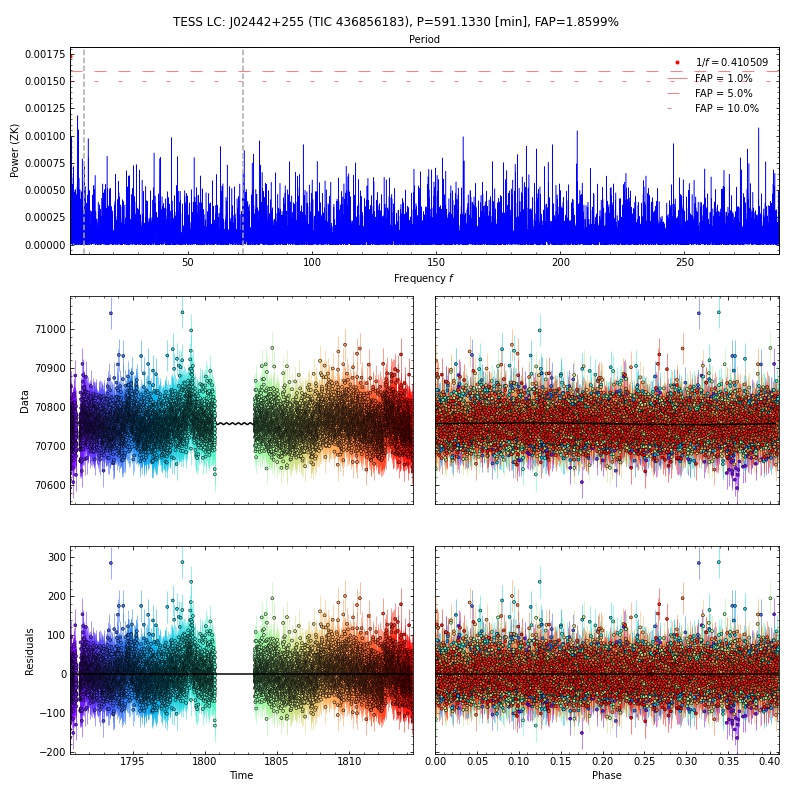 TESS LC: J02442+255 (TIC 436856183), P=591.1330 [min], FAP=1.8599%
Period
0.00175
0.00150
0.00125
0.00100
0.00075
0.00050
0.00025
0.00000
Power (ZK)
1/f = 0.410509
FAP = 1.0%
FAP = 5.0%
FAP = 10.0%
50 100 150 200 250
Frequency f
71000
70900
70800
70700
70600
Data
300
200
100
0
−100
−200
Residuals
1795 1800 1805 1810
Time
0.00 0.05 0.10 0.15 0.20 0.25 0.30 0.35 0.40
Phase